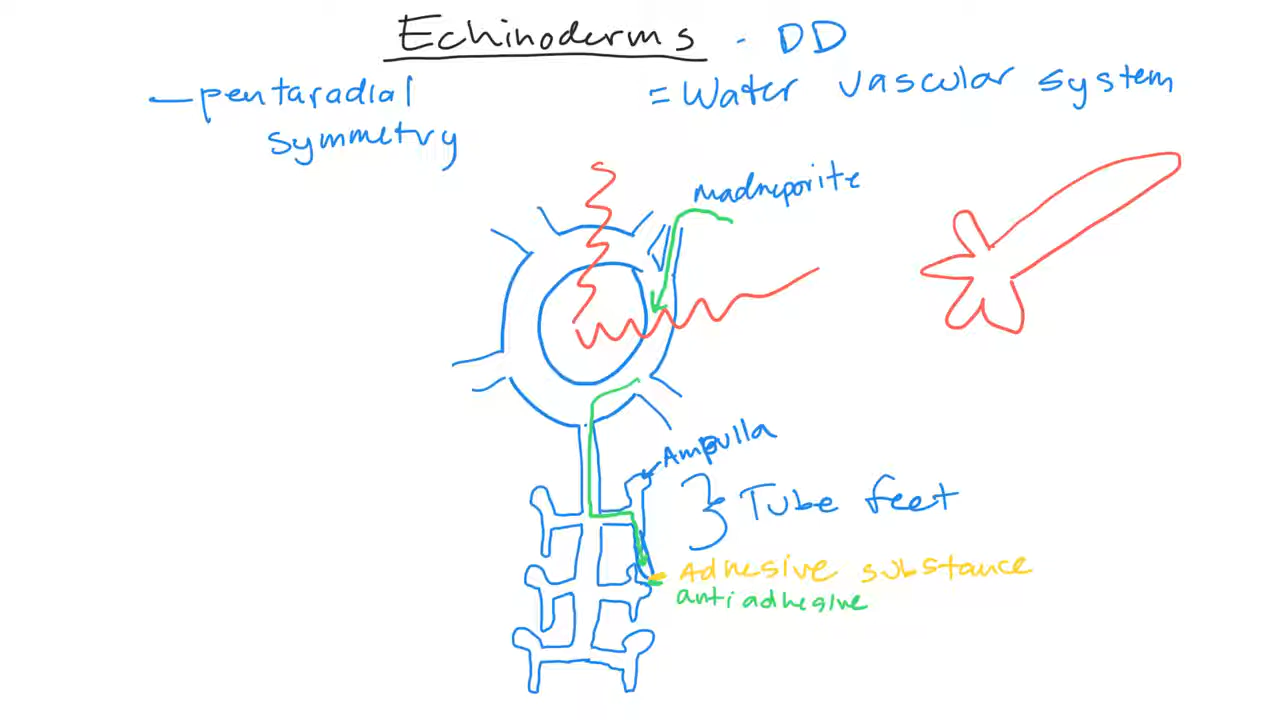 Echinoderms - DD
— pentaradial
symmetry
= Water vascular system
madreporite
Ampulla
Tube feet
Adhesive substance
antiadhesive